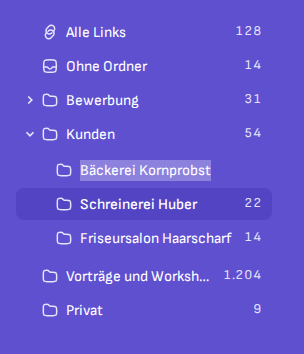 Alle Links 128
Ohne Ordner 14
Bewerbung 31
Kunden 54
Bäckerei Kornprobst
Schreinerei Huber 22
Friseursalon Haarscharf 14
Vorträge und Worksh... 1.204
Privat 9